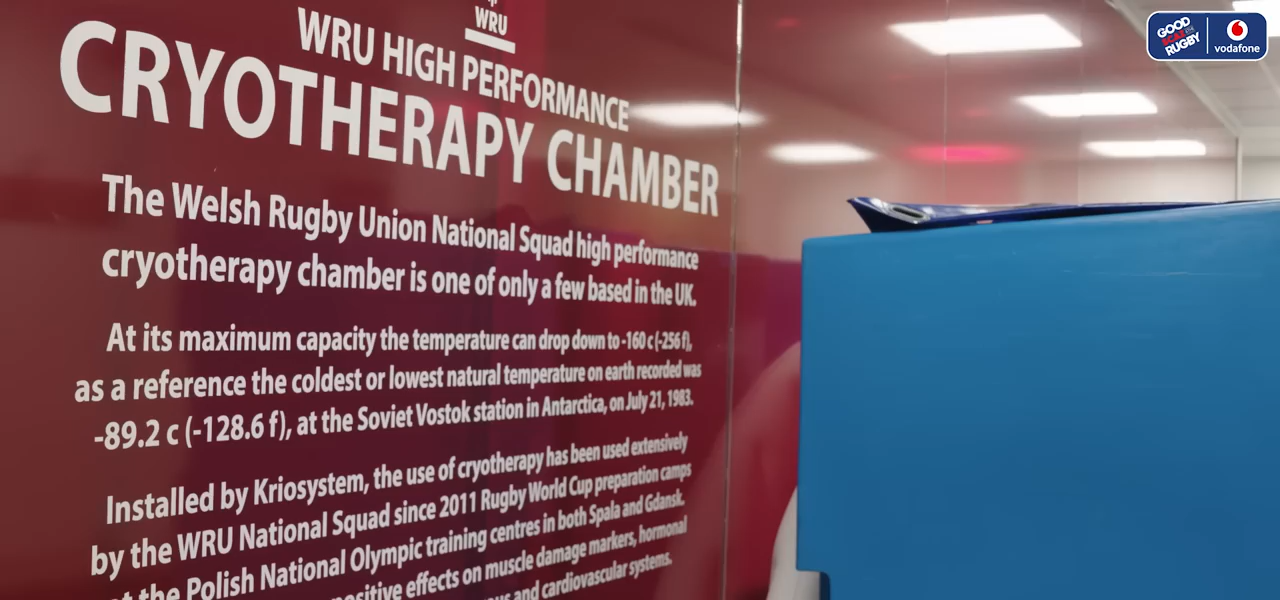 WRU
WRU HIGH PERFORMANCE
CRYOTHERAPY CHAMBER
The Welsh Rugby Union National Squad high performance
cryotherapy chamber is one of only a few based in the UK.
At its maximum capacity the temperature can drop down to -160 c (-256 f),
as a reference the coldest or lowest natural temperature on earth recorded was
-89.2 c (-128.6 f), at the Soviet Vostok station in Antarctica, on July 21, 1983.
Installed by Kriosystem, the use of cryotherapy has been used extensively
by the WRU National Squad since 2011 Rugby World Cup preparation camps
the Polish National Olympic training centres in both Spala and Gdansk.
effects on muscle damage markers, hormonal
and cardiovascular systems.
GOOD
RUGBY
vodafone